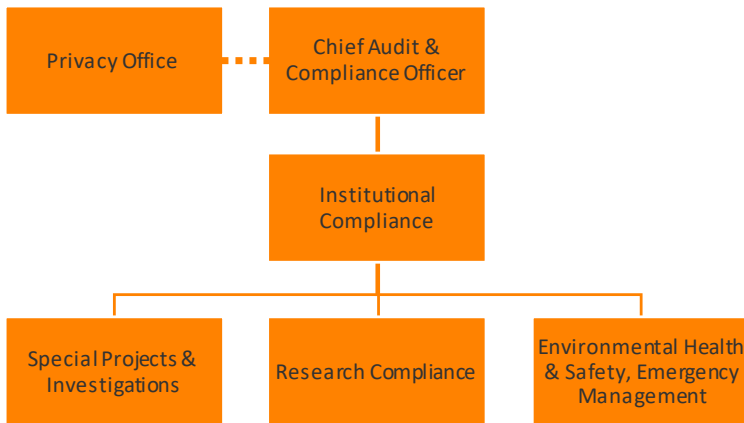 Privacy Office
Chief Audit &
Compliance Officer
Institutional
Compliance
Special Projects &
Investigations
Research Compliance
Environmental Health
& Safety, Emergency
Management